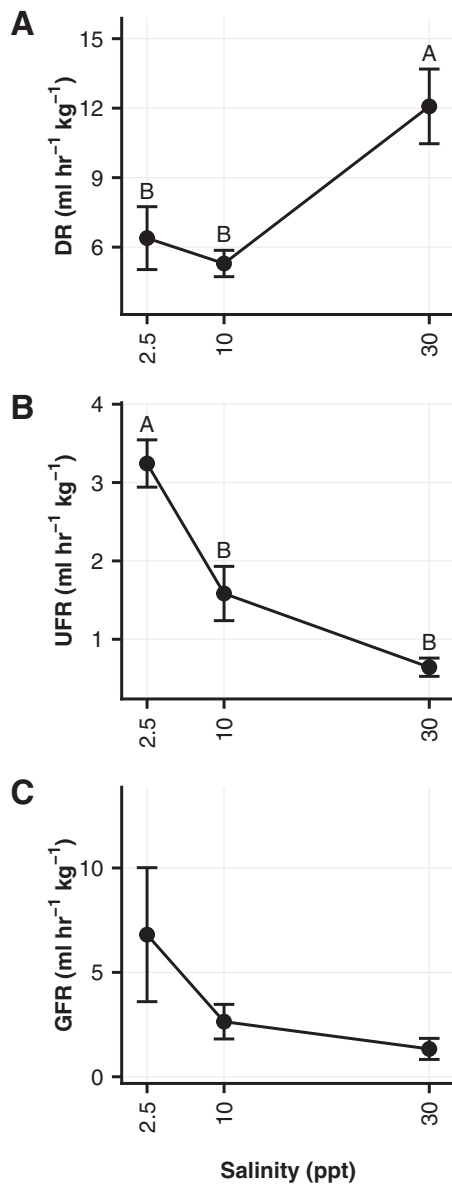 A
DR (ml hr⁻¹ kg⁻¹)
15
12
9
6
B
B
A
2.5
10
30
B
UFR (ml hr⁻¹ kg⁻¹)
4
3
2
1
A
B
B
2.5
10
30
C
GFR (ml hr⁻¹ kg⁻¹)
10
5
0
2.5
10
30
Salinity (ppt)